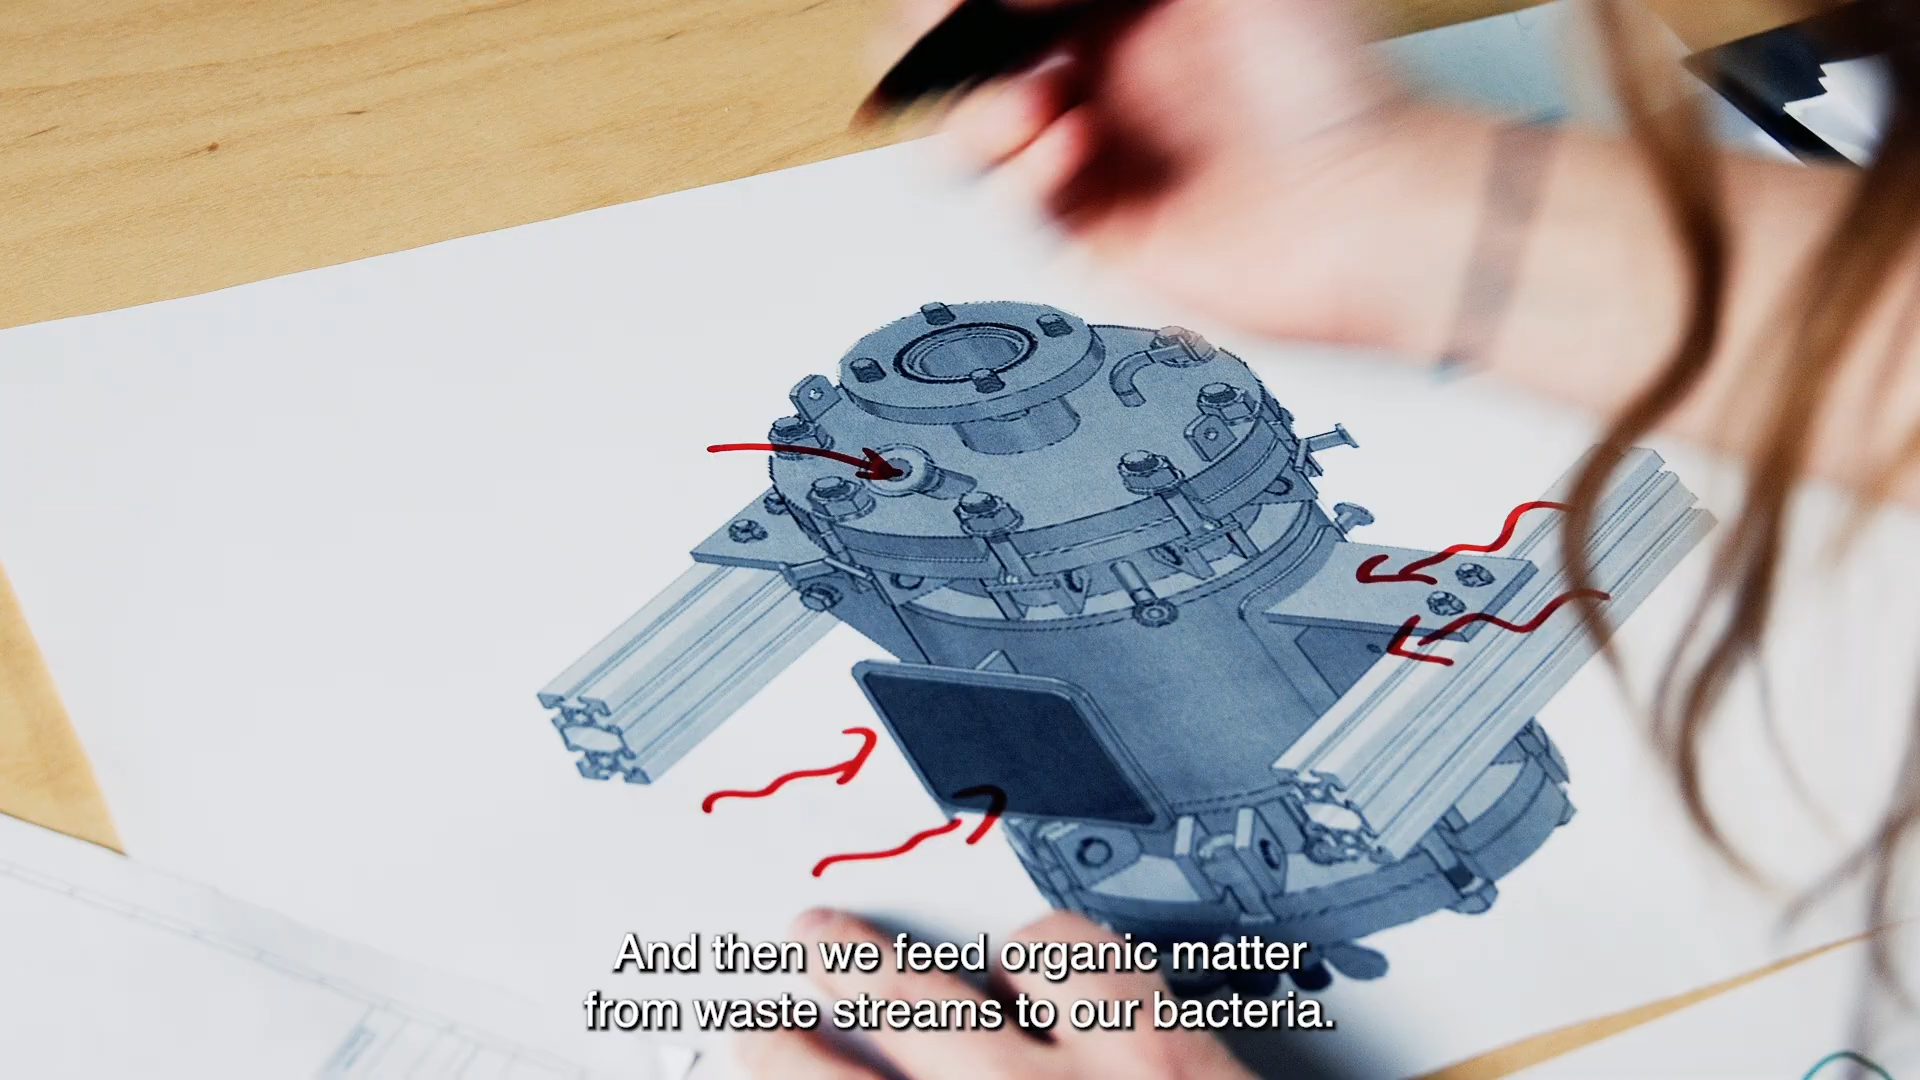 And then we feed organic matter
from waste streams to our bacteria.